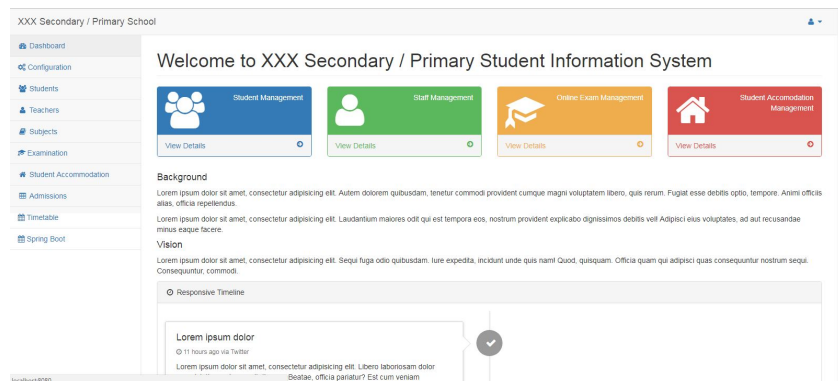 XXX Secondary / Primary School
Dashboard
Configuration
Students
Teachers
Subjects
Examination
Student Accommodation
Admissions
Timetable
Spring Boot
Welcome to XXX Secondary / Primary Student Information System
Student Management
View Details
Staff Management
View Details
Online Exam Management
View Details
Student Accomodation
Management
View Details
Background
Lorem ipsum dolor sit amet, consectetur adipisicing elit. Autem dolorem quibusdam, tenetur commodi provident cumque magni voluptatem libero, quis rerum. Fugiat esse debitis optio, tempore. Animi officiis
alias, officia repellendus.
Lorem ipsum dolor sit amet, consectetur adipisicing elit. Laudantium maiores odit qui est tempora eos, nostrum provident explicabo dignissimos debitis vel! Adipisci eius voluptates, ad aut recusandae
minus eaque facere.
Vision
Lorem ipsum dolor sit amet, consectetur adipisicing elit. Sequi fuga odio quibusdam. Iure expedita, incidunt unde quis nam! Quod, quisquam. Officia quam qui adipisci quas consequuntur nostrum sequi.
Consequuntur, commodi.
Responsive Timeline
Lorem ipsum dolor
11 hours ago via Twitter
Lorem ipsum dolor sit amet, consectetur adipisicing elit. Libero laboriosam dolor
Beatae, officia pariatur? Est cum veniam
localhost:8080